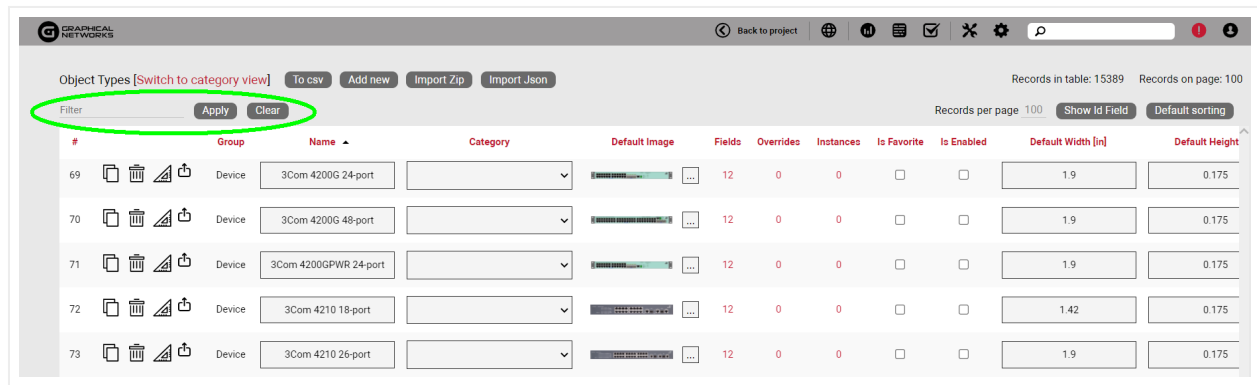 GRAPHICAL
NETWORKS
Back to project
Object Types [Switch to category view] To csv Add new Import Zip Import Json Records in table: 15389 Records on page: 100
Filter Apply Clear Records per page 100 Show Id Field Default sorting
# Group Name Category Default Image Fields Overrides Instances Is Favorite Is Enabled Default Width [in] Default Height
69 Device 3Com 4200G 24-port ... 12 0 0 1.9 0.175
70 Device 3Com 4200G 48-port ... 12 0 0 1.9 0.175
71 Device 3Com 4200GPWR 24-port ... 12 0 0 1.9 0.175
72 Device 3Com 4210 18-port ... 12 0 0 1.42 0.175
73 Device 3Com 4210 26-port ... 12 0 0 1.9 0.175